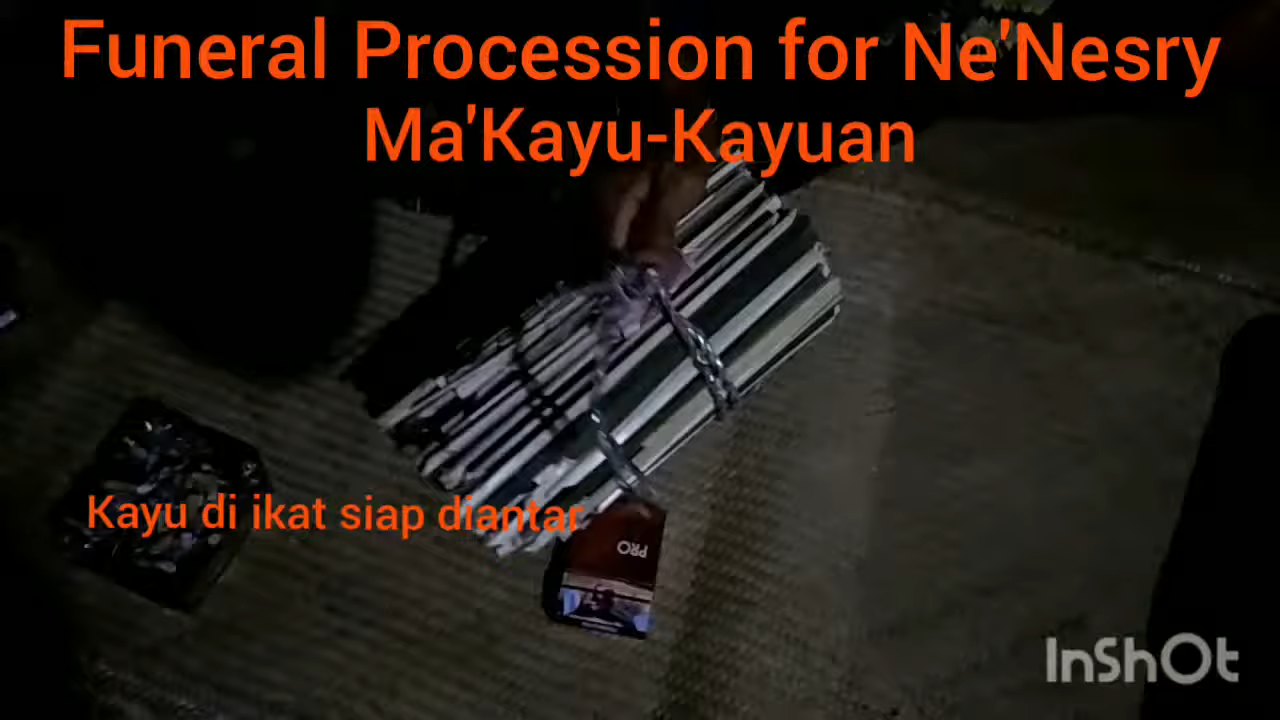 Funeral Procession for Ne'Nesry
Ma'Kayu-Kayuan
Kayu di ikat siap diantar
PRO
InShOt